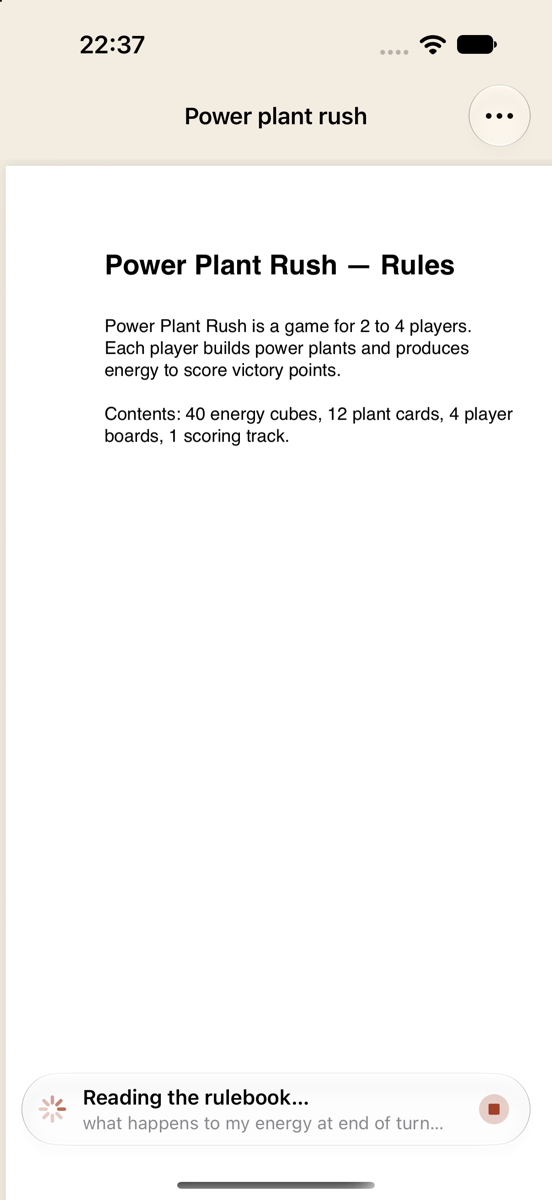 22:37
Power plant rush
Power Plant Rush — Rules
Power Plant Rush is a game for 2 to 4 players.
Each player builds power plants and produces
energy to score victory points.
Contents: 40 energy cubes, 12 plant cards, 4 player
boards, 1 scoring track.
Reading the rulebook...
what happens to my energy at end of turn...